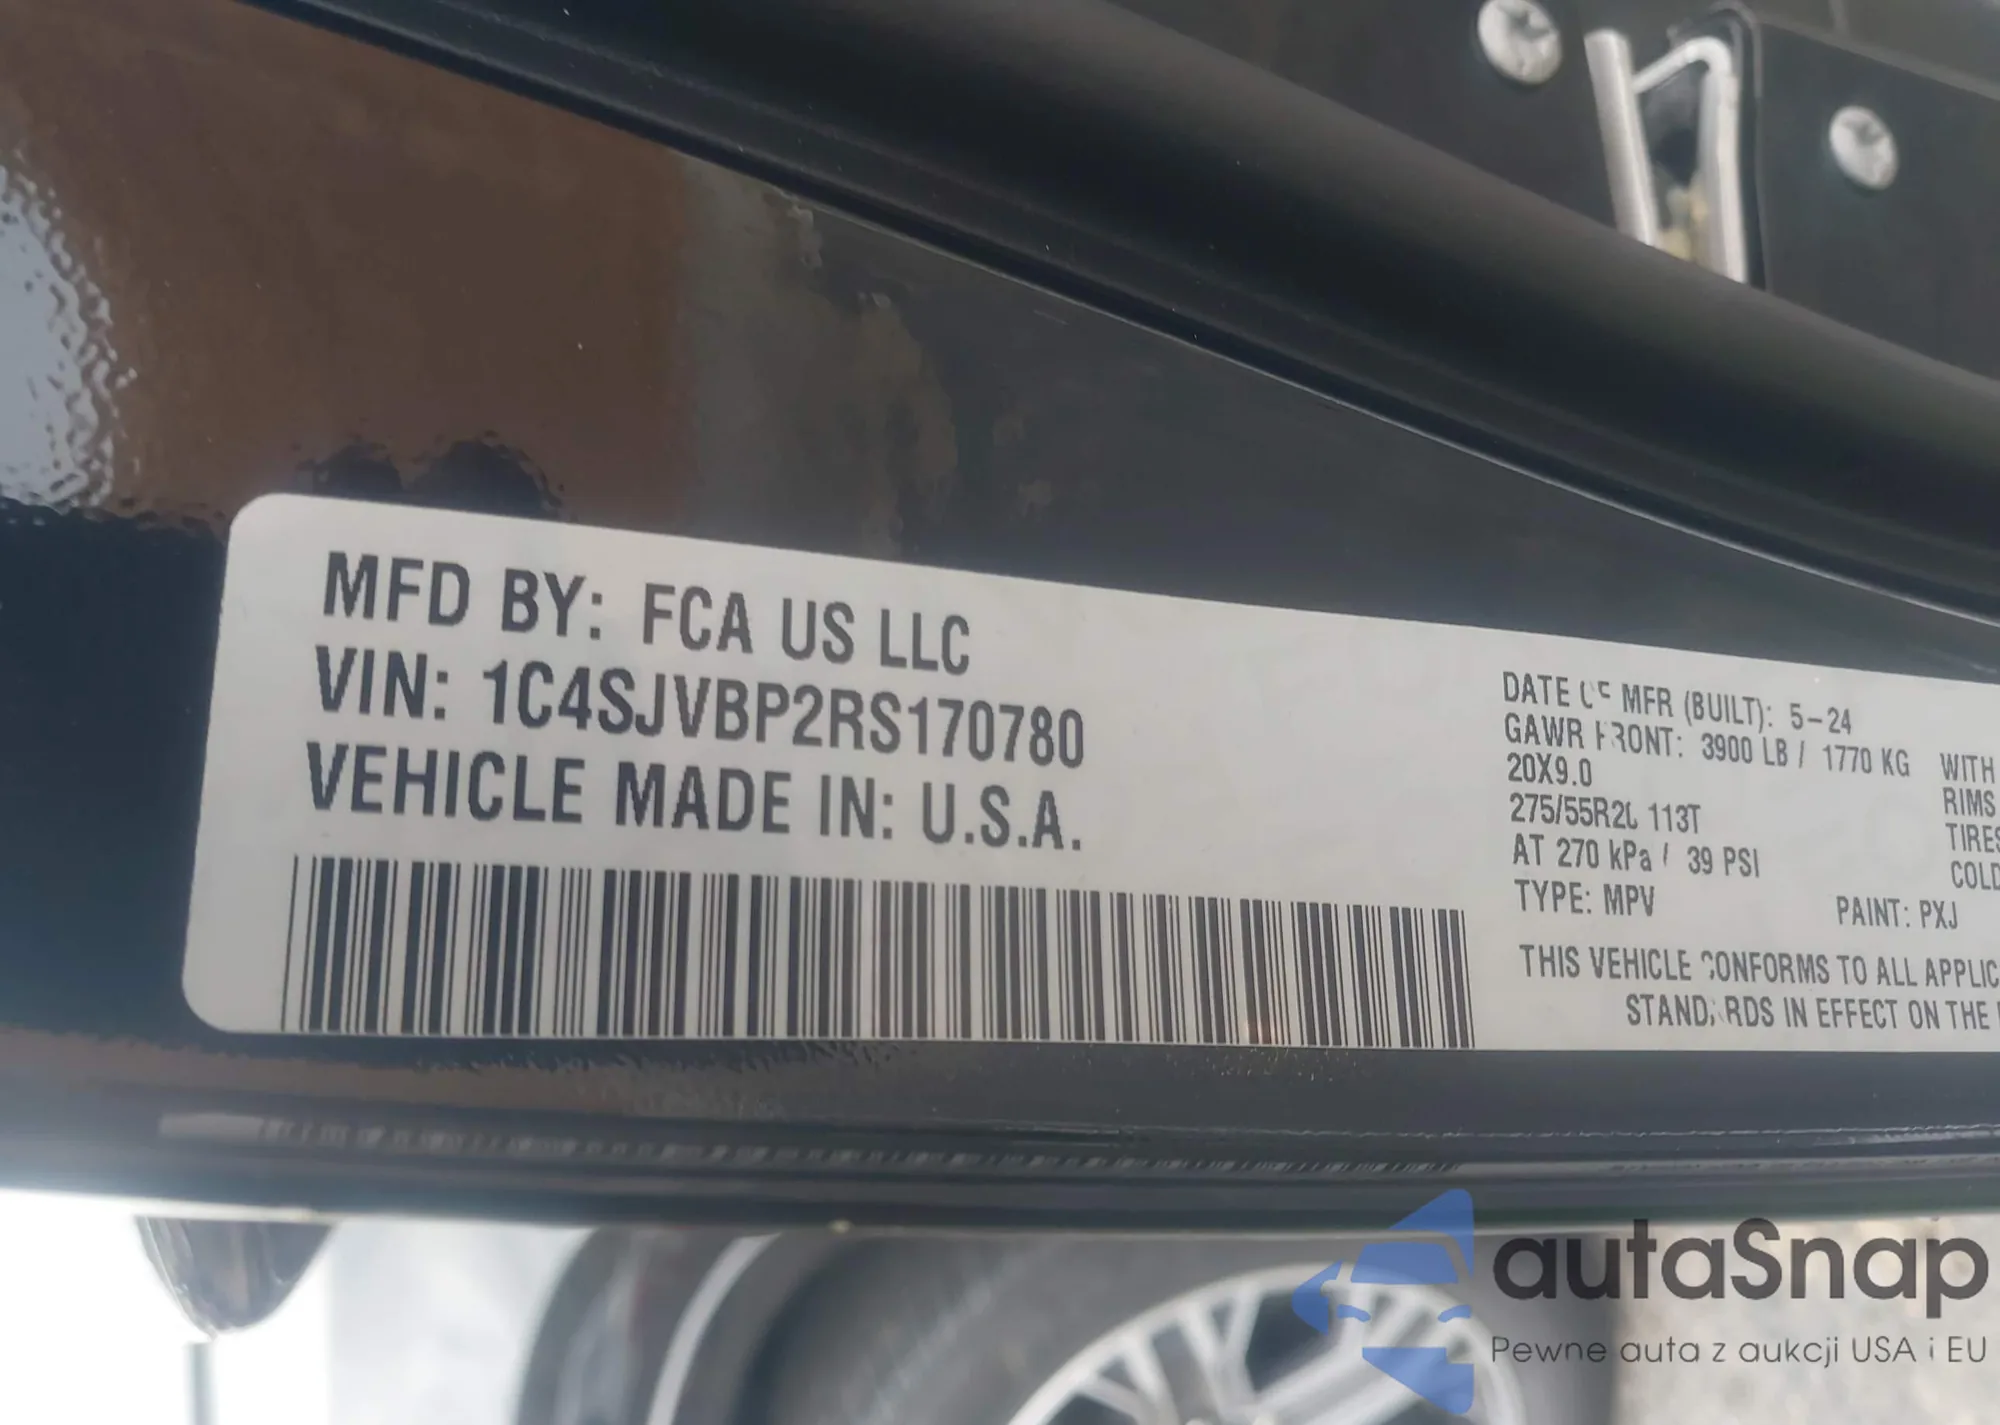 MFD BY: FCA US LLC
VIN: 1C4SJVBP2RS170780
VEHICLE MADE IN: U.S.A.
DATE OF MFR (BUILT): 5-24
GAWR FRONT: 3900 LB / 1770 KG WITH
20X9.0 RIMS
275/55R20 113T TIRES
AT 270 kPa / 39 PSI COLD
TYPE: MPV PAINT: PXJ
THIS VEHICLE CONFORMS TO ALL APPLIC
STANDARDS IN EFFECT ON THE
autaSnap
Pewne auta z aukcji USA i EU